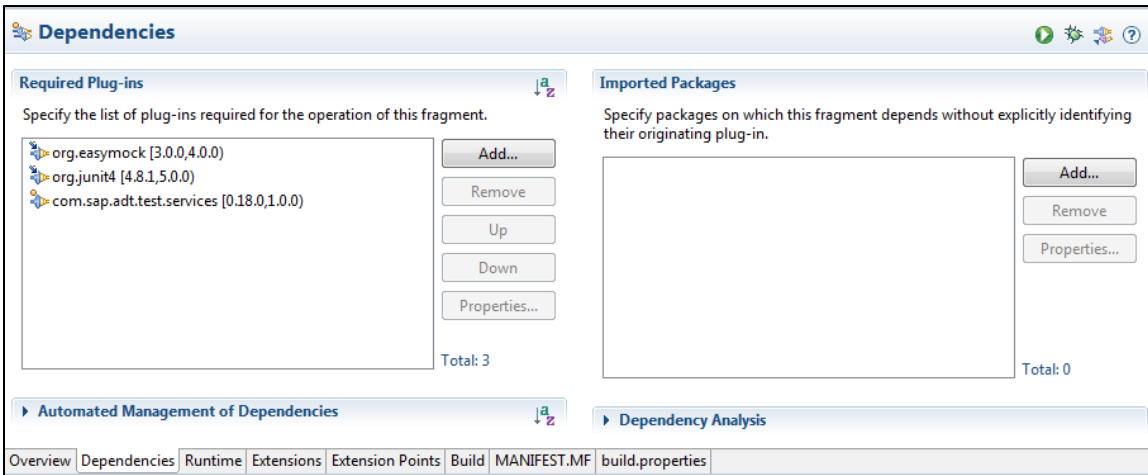 Dependencies
Required Plug-ins
Specify the list of plug-ins required for the operation of this fragment.
org.easymock [3.0.0,4.0.0)
org.junit4 [4.8.1,5.0.0)
com.sap.adt.test.services [0.18.0,1.0.0)
Add...
Remove
Up
Down
Properties...
Total: 3
Imported Packages
Specify packages on which this fragment depends without explicitly identifying
their originating plug-in.
Add...
Remove
Properties...
Total: 0
Automated Management of Dependencies
Dependency Analysis
Overview Dependencies Runtime Extensions Extension Points Build MANIFEST.MF build.properties